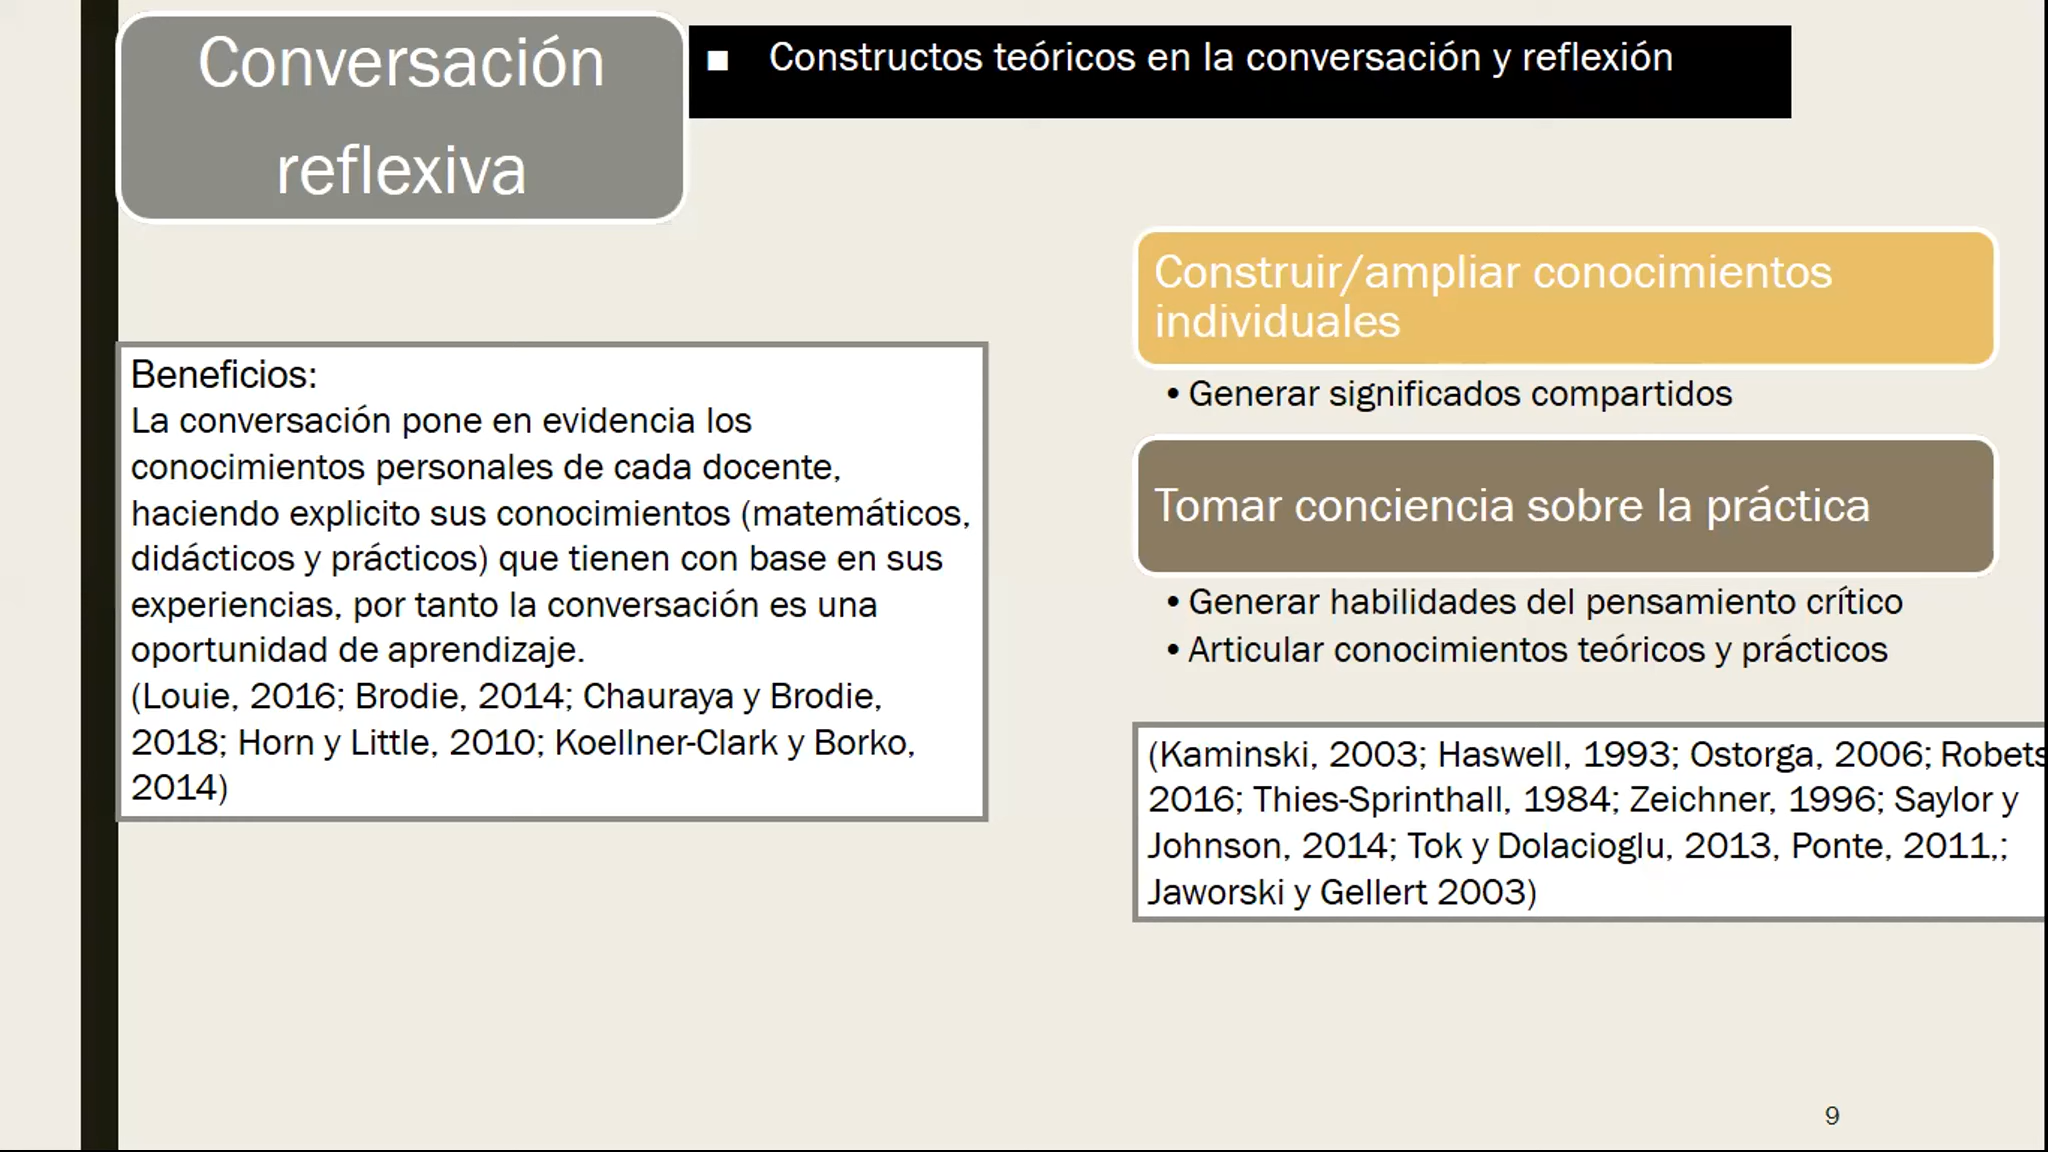 Conversación
reflexiva
▪ Constructos teóricos en la conversación y reflexión
Beneficios:
La conversación pone en evidencia los
conocimientos personales de cada docente,
haciendo explicito sus conocimientos (matemáticos,
didácticos y prácticos) que tienen con base en sus
experiencias, por tanto la conversación es una
oportunidad de aprendizaje.
(Louie, 2016; Brodie, 2014; Chauraya y Brodie,
2018; Horn y Little, 2010; Koellner-Clark y Borko,
2014)
Construir/ampliar conocimientos
individuales
• Generar significados compartidos
Tomar conciencia sobre la práctica
• Generar habilidades del pensamiento crítico
• Articular conocimientos teóricos y prácticos
(Kaminski, 2003; Haswell, 1993; Ostorga, 2006; Robets
2016; Thies-Sprinthall, 1984; Zeichner, 1996; Saylor y
Johnson, 2014; Tok y Dolacioglu, 2013, Ponte, 2011,;
Jaworski y Gellert 2003)
9